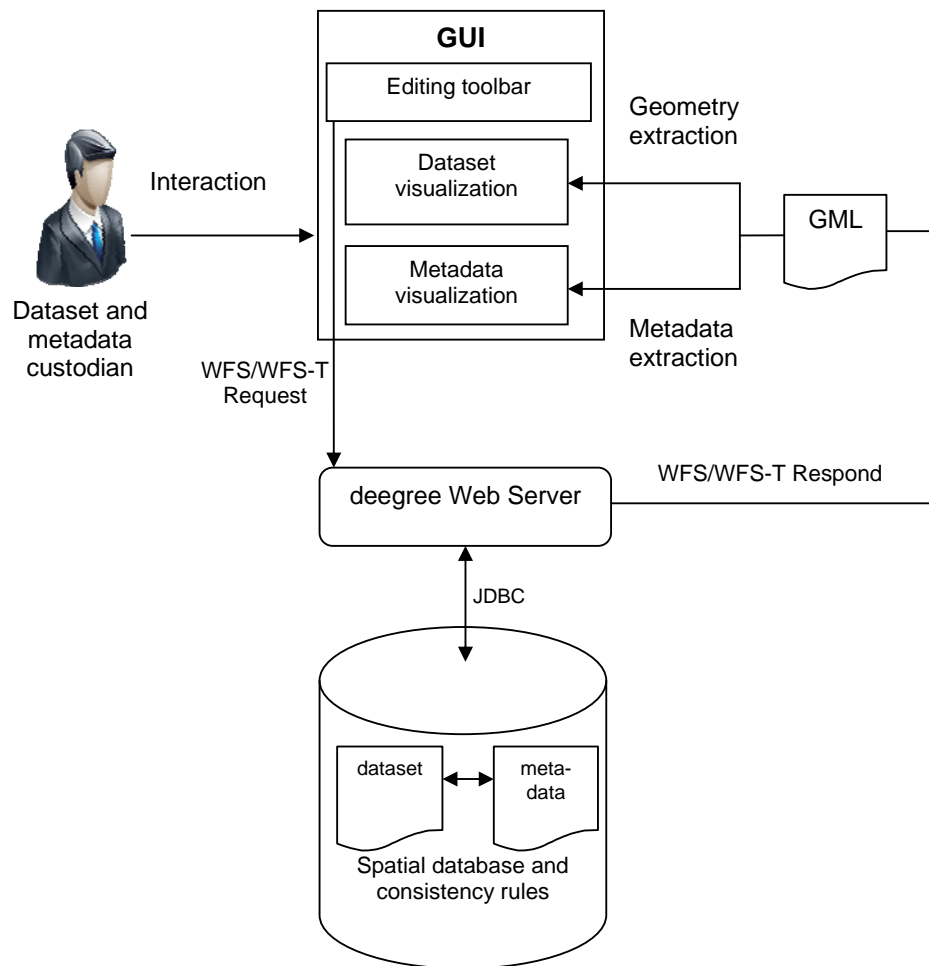 GUI
Editing toolbar
Geometry
extraction
Dataset
visualization
Interaction
GML
Metadata
visualization
Dataset and
metadata
custodian
Metadata
extraction
WFS/WFS-T
Request
WFS/WFS-T Respond
deegree Web Server
JDBC
dataset
meta-
data
Spatial database and
consistency rules